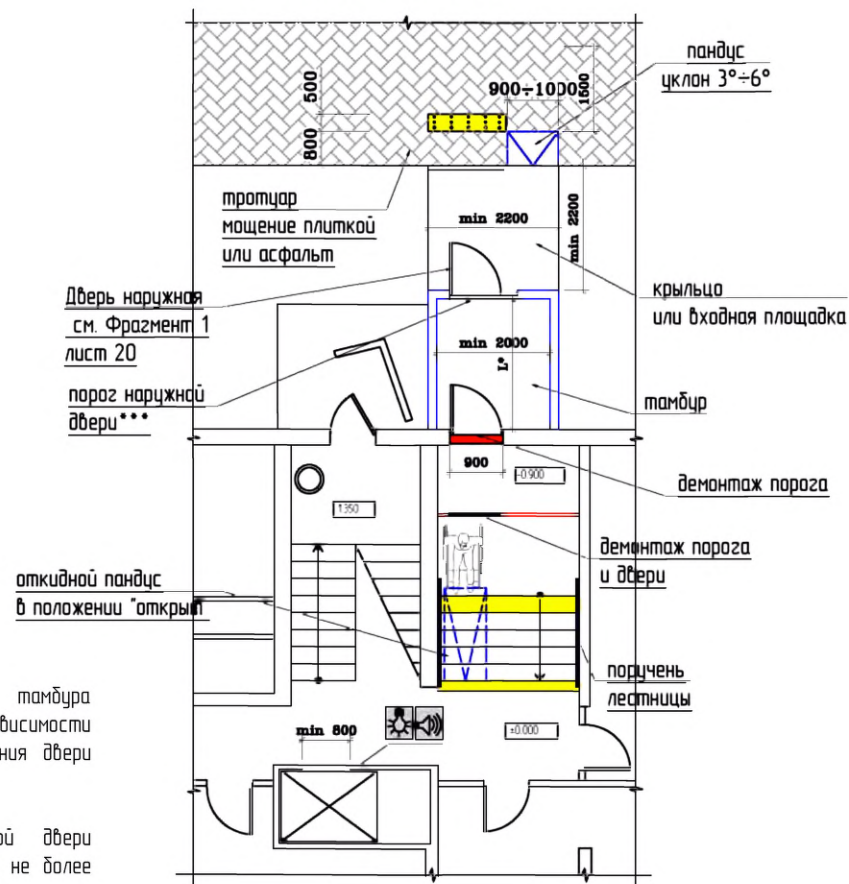 пандус
уклон 3°÷6°
900÷1000
1500
500
800
тротуар
мощение плиткой
или асфальт
min 2200
min 2200
крыльцо
или входная площадка
Дверь наружная
см. Фрагмент 1
лист 20
min 2000
L*
порог наружной
двери***
тамбур
900
-0.900
демонтаж порога
1.350
демонтаж порога
и двери
откидной пандус
в положении "открыт
поручень
лестницы
тамбура
висимости
ния двери
min 800
±0.000
ой двери
не более